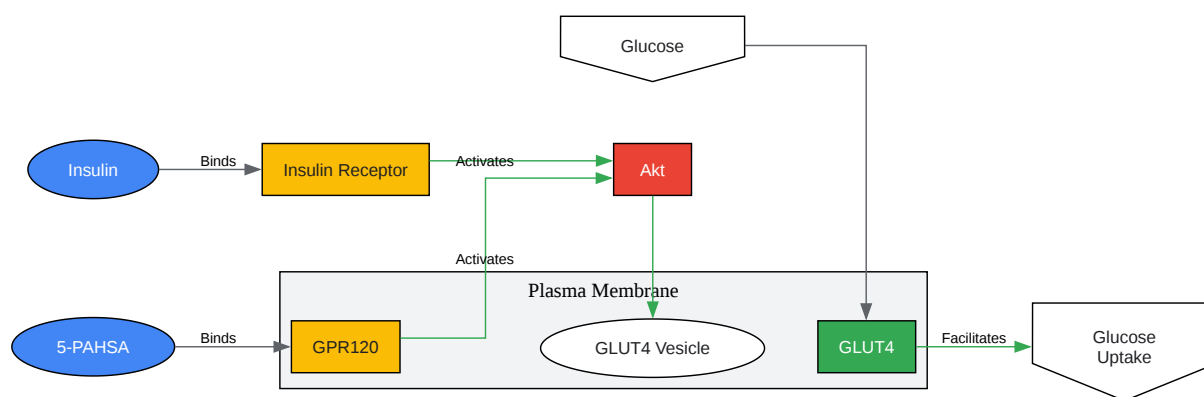 Glucose
Insulin
Binds
Insulin Receptor
Activates
Akt
Activates
Plasma Membrane
5-PAHSA
Binds
GPR120
GLUT4 Vesicle
GLUT4
Facilitates
Glucose
Uptake